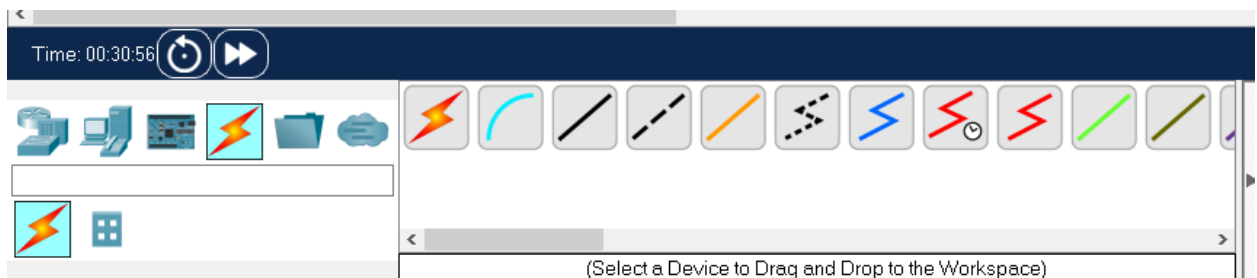 Time: 00:30:56
(Select a Device to Drag and Drop to the Workspace)